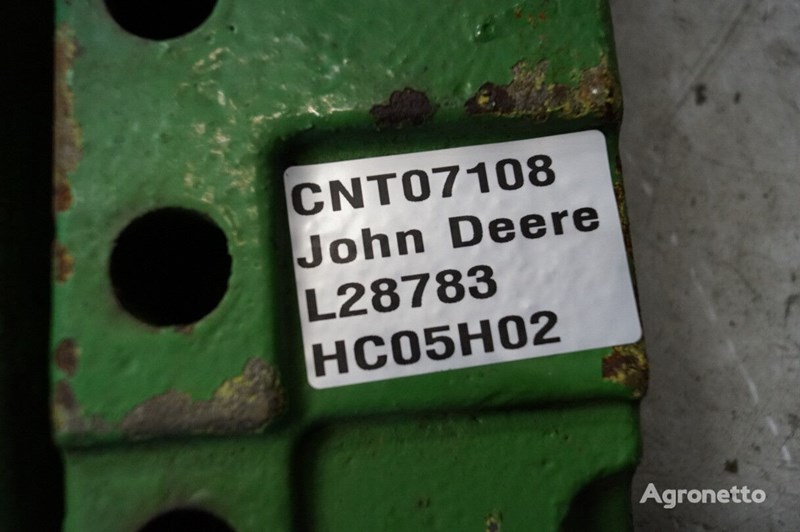 CNT07108
John Deere
L28783
HC05H02
Agronetto